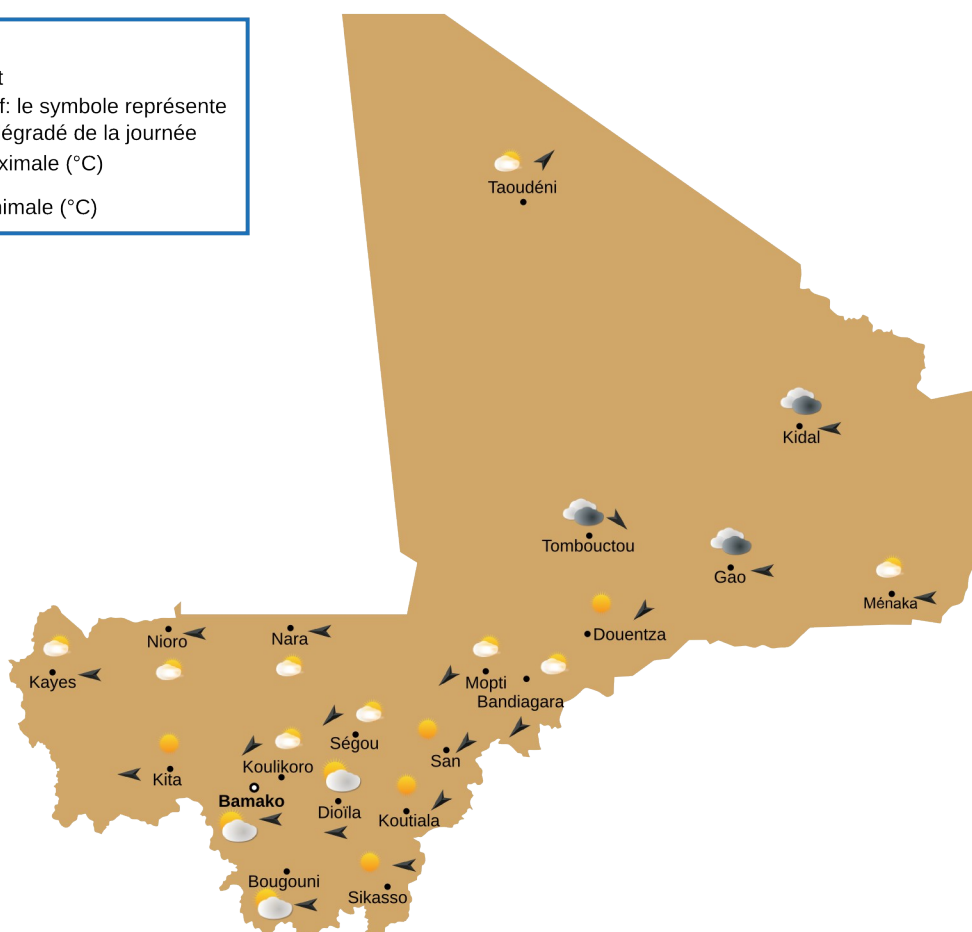 t
f: le symbole représente
égradé de la journée
ximale (°C)
nimale (°C)
Taoudéni
Kidal
Tombouctou
Gao
Ménaka
Douentza
Nioro
Nara
Kayes
Mopti
Bandiagara
Ségou
San
Koulikoro
Kita
Bamako
Dioïla
Koutiala
Bougouni
Sikasso